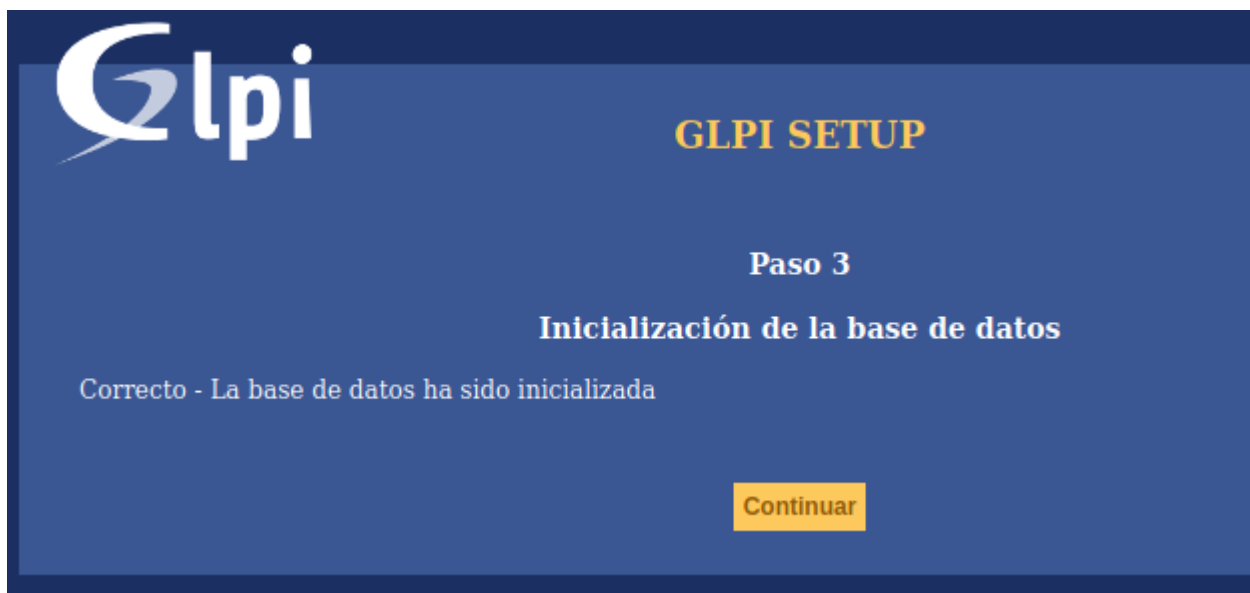 Glpi
GLPI SETUP
Paso 3
Inicialización de la base de datos
Correcto - La base de datos ha sido inicializada
Continuar